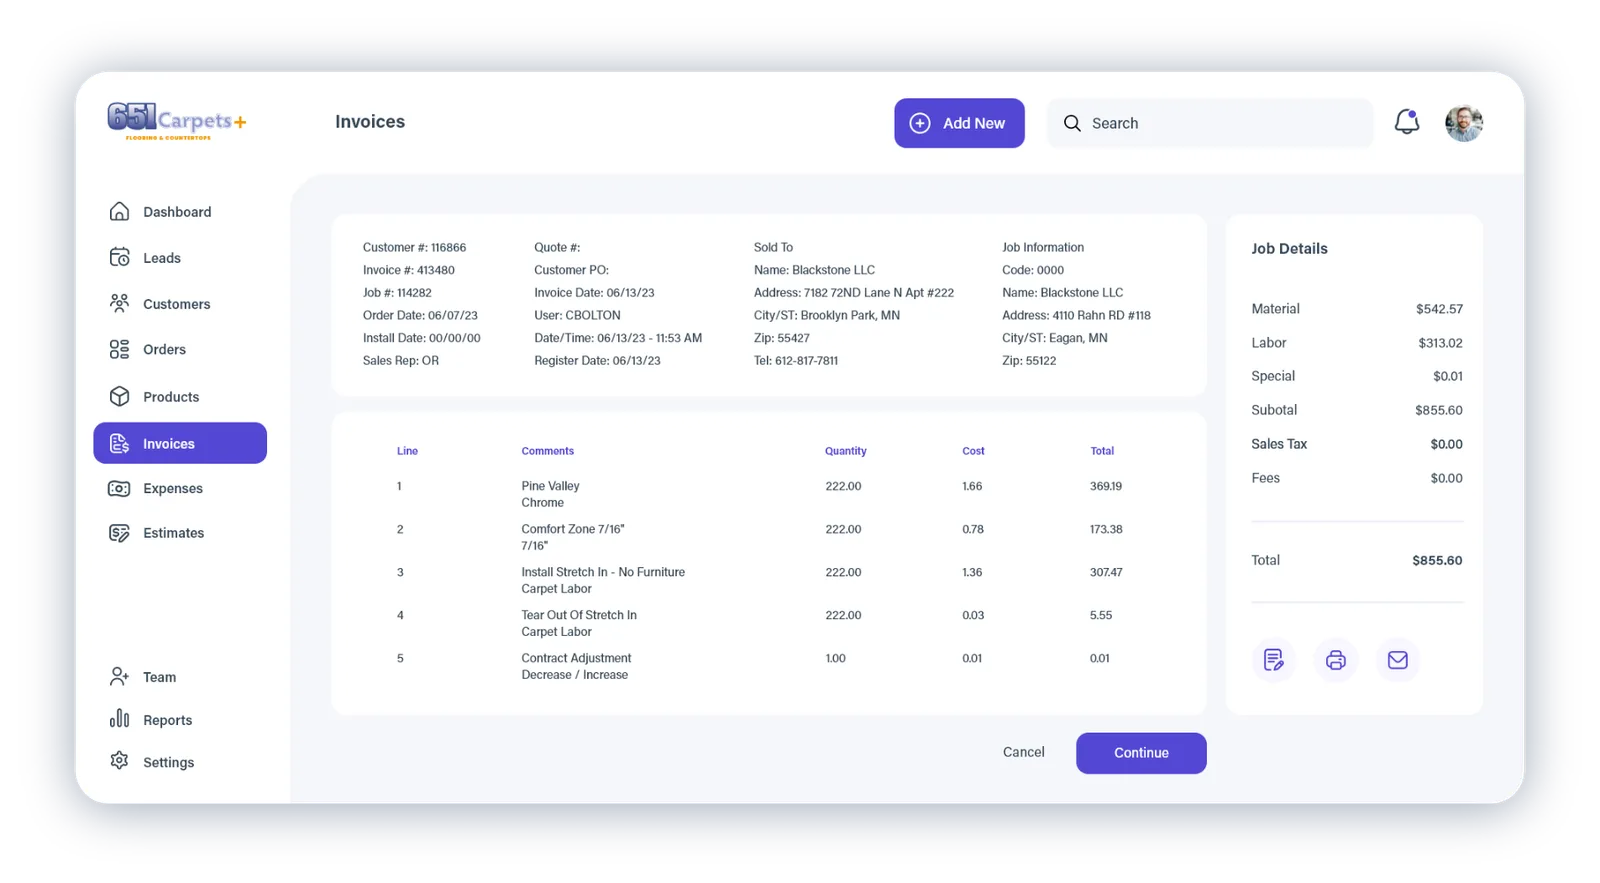 651 Carpets+
FLOORING & COUNTERTOPS
Invoices
Add New
Search
Dashboard
Leads
Customers
Orders
Products
Invoices
Expenses
Estimates
Team
Reports
Settings
Customer #: 116866
Invoice #: 413480
Job #: 114282
Order Date: 06/07/23
Install Date: 00/00/00
Sales Rep: OR
Quote #:
Customer PO:
Invoice Date: 06/13/23
User: CBOLTON
Date/Time: 06/13/23 - 11:53 AM
Register Date: 06/13/23
Sold To
Name: Blackstone LLC
Address: 7182 72ND Lane N Apt #222
City/ST: Brooklyn Park, MN
Zip: 55427
Tel: 612-817-7811
Job Information
Code: 0000
Name: Blackstone LLC
Address: 4110 Rahn RD #118
City/ST: Eagan, MN
Zip: 55122
Line Comments Quantity Cost Total
1 Pine Valley 222.00 1.66 369.19
Chrome
2 Comfort Zone 7/16" 222.00 0.78 173.38
7/16"
3 Install Stretch In - No Furniture 222.00 1.36 307.47
Carpet Labor
4 Tear Out Of Stretch In 222.00 0.03 5.55
Carpet Labor
5 Contract Adjustment 1.00 0.01 0.01
Decrease / Increase
Cancel
Continue
Job Details
Material $542.57
Labor $313.02
Special $0.01
Subotal $855.60
Sales Tax $0.00
Fees $0.00
Total $855.60